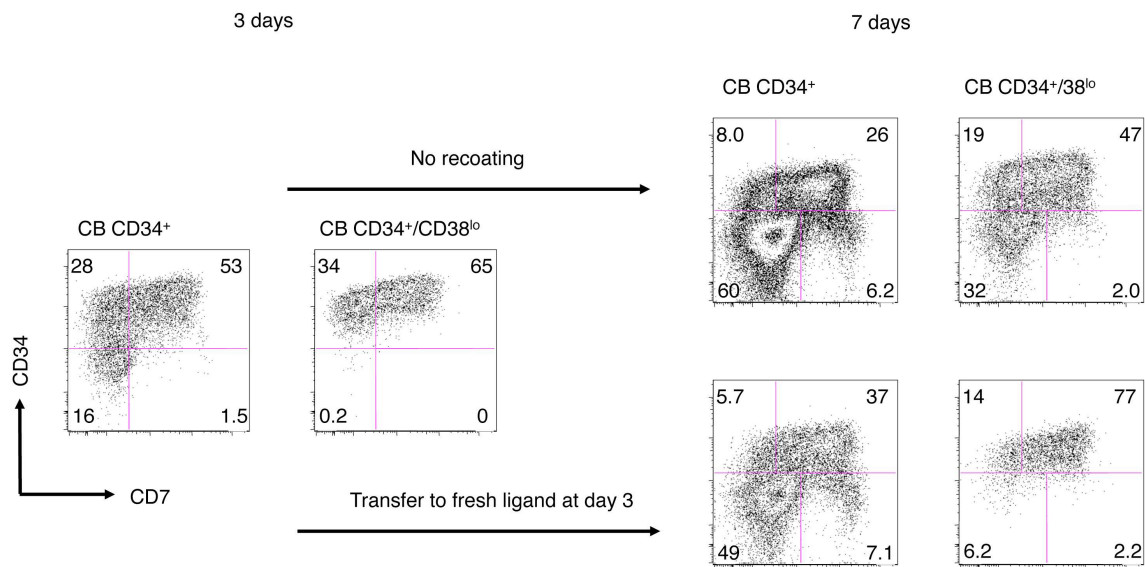 3 days
7 days
CB CD34⁺
CB CD34⁺/38ˡᵒ
8.0 26
19 47
No recoating
60 6.2
32 2.0
CB CD34⁺
CB CD34⁺/CD38ˡᵒ
28 53
34 65
16 1.5
0.2 0
CD34
CD7
5.7 37
14 77
Transfer to fresh ligand at day 3
49 7.1
6.2 2.2